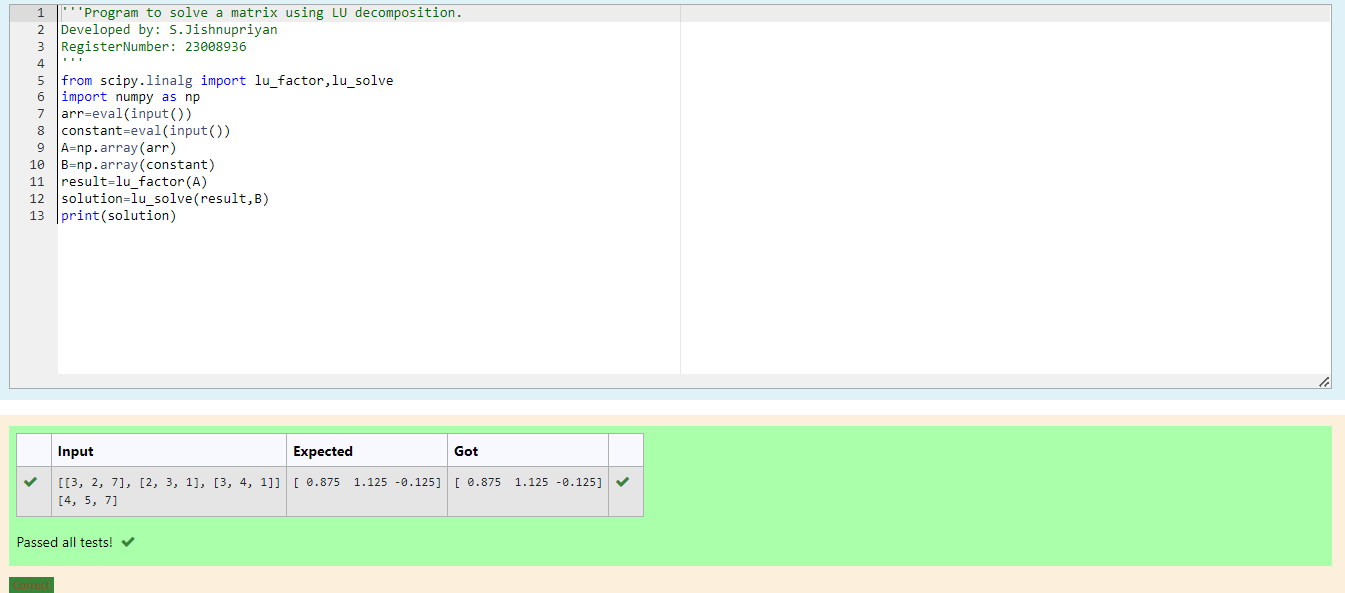 1 '''Program to solve a matrix using LU decomposition.
2 Developed by: S.Jishnupriyan
3 RegisterNumber: 23008936
4 '''
5 from scipy.linalg import lu_factor,lu_solve
6 import numpy as np
7 arr=eval(input())
8 constant=eval(input())
9 A=np.array(arr)
10 B=np.array(constant)
11 result=lu_factor(A)
12 solution=lu_solve(result,B)
13 print(solution)
Input Expected Got
[[3, 2, 7], [2, 3, 1], [3, 4, 1]] [ 0.875  1.125 -0.125] [ 0.875  1.125 -0.125]
[4, 5, 7]
Passed all tests!